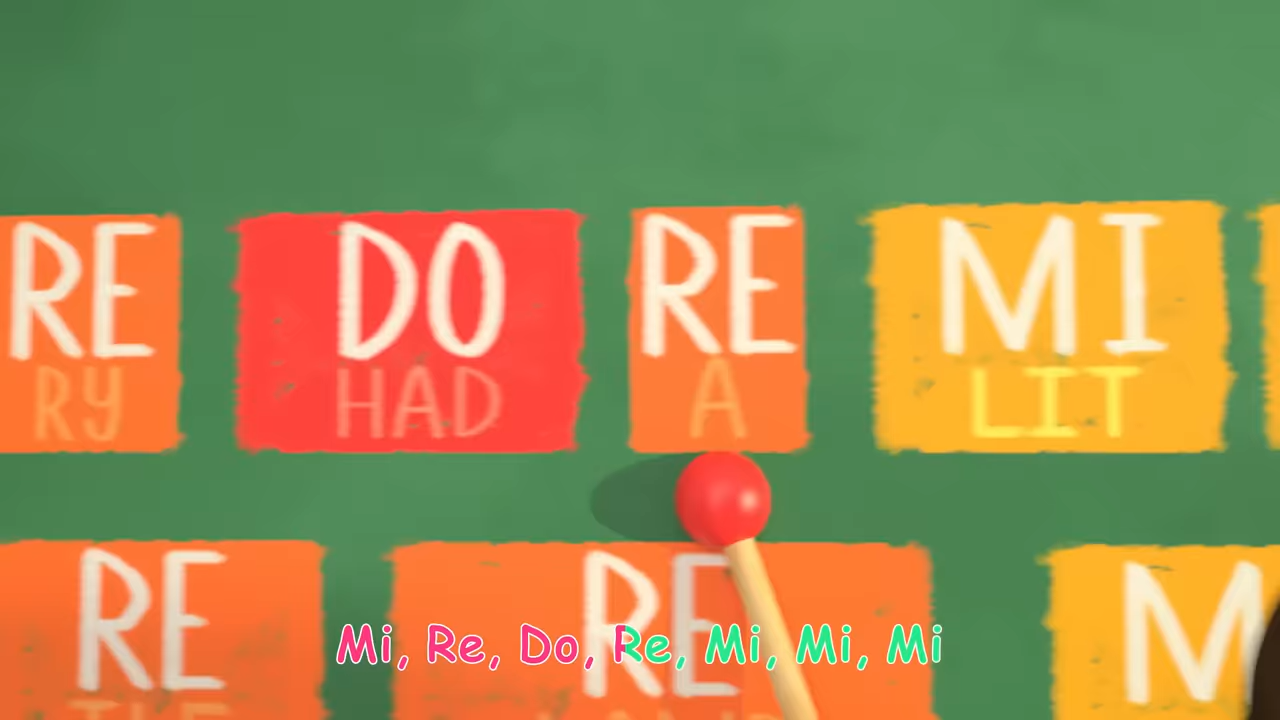 RE DO RE MI
RY HAD A LIT
RE RE M
Mi, Re, Do, Re, Mi, Mi, Mi